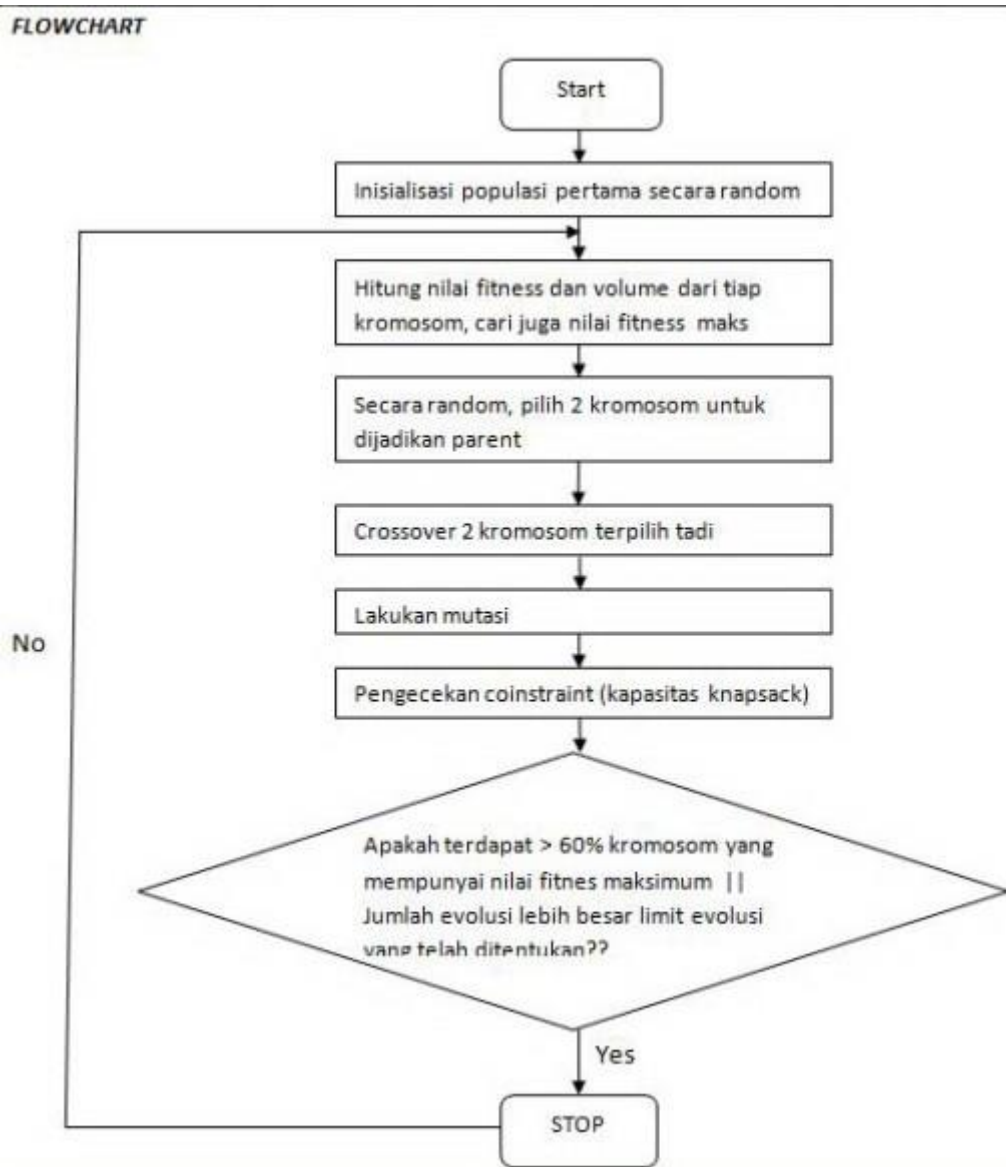 FLOWCHART
Start
Inisialisasi populasi pertama secara random
Hitung nilai fitness dan volume dari tiap
kromosom, cari juga nilai fitness maks
Secara random, pilih 2 kromosom untuk
dijadikan parent
Crossover 2 kromosom terpilih tadi
Lakukan mutasi
No
Pengecekan coinstraint (kapasitas knapsack)
Apakah terdapat > 60% kromosom yang
mempunyai nilai fitnes maksimum ||
Jumlah evolusi lebih besar limit evolusi
yang telah ditentukan??
Yes
STOP